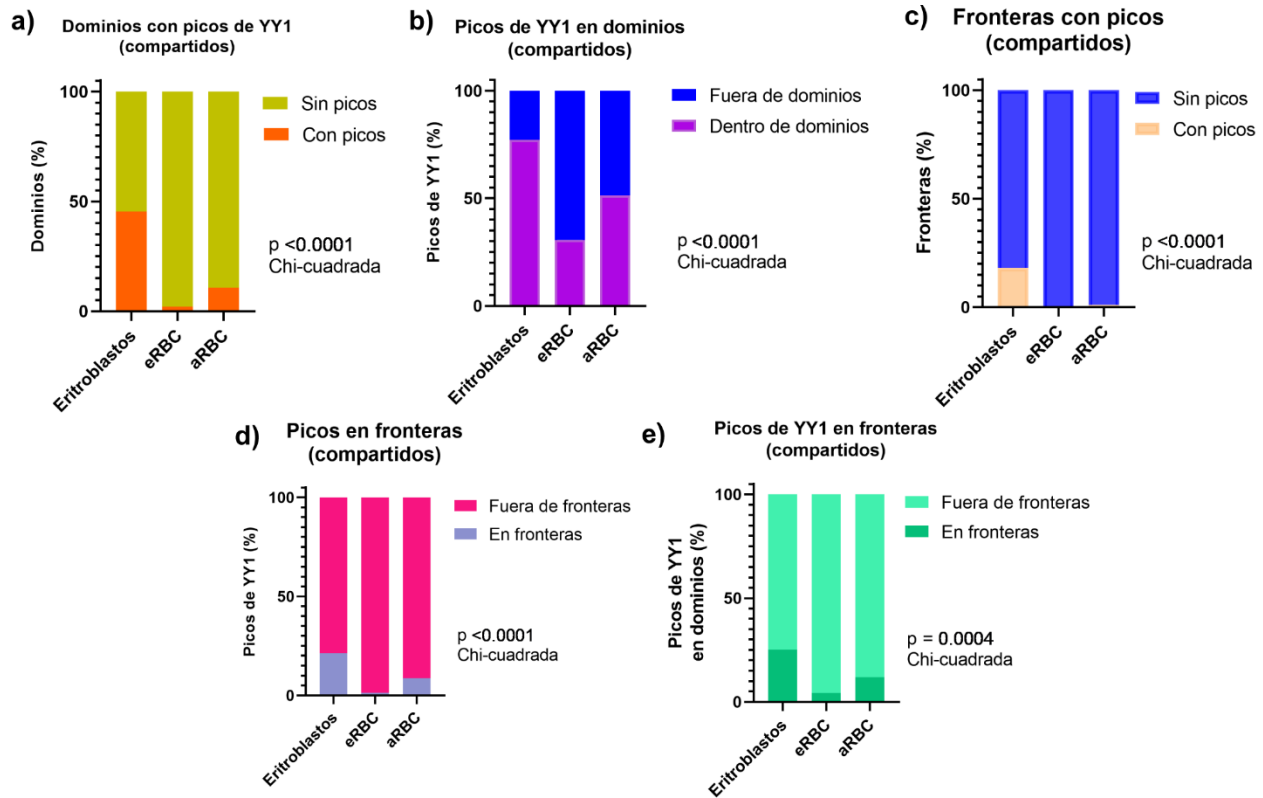 a)
Dominios con picos de YY1
(compartidos)
Sin picos
Con picos
Dominios (%)
100
50
0
Eritroblastos
eRBC
aRBC
p <0.0001
Chi-cuadrada
b)
Picos de YY1 en dominios
(compartidos)
Fuera de dominios
Dentro de dominios
Picos de YY1 (%)
100
50
0
Eritroblastos
eRBC
aRBC
p <0.0001
Chi-cuadrada
c)
Fronteras con picos
(compartidos)
Sin picos
Con picos
Fronteras (%)
100
50
0
Eritroblastos
eRBC
aRBC
p <0.0001
Chi-cuadrada
d)
Picos en fronteras
(compartidos)
Fuera de fronteras
En fronteras
Picos de YY1 (%)
100
50
0
Eritroblastos
eRBC
aRBC
p <0.0001
Chi-cuadrada
e)
Picos de YY1 en fronteras
(compartidos)
Fuera de fronteras
En fronteras
Picos de YY1
en dominios (%)
100
50
0
Eritroblastos
eRBC
aRBC
p = 0.0004
Chi-cuadrada